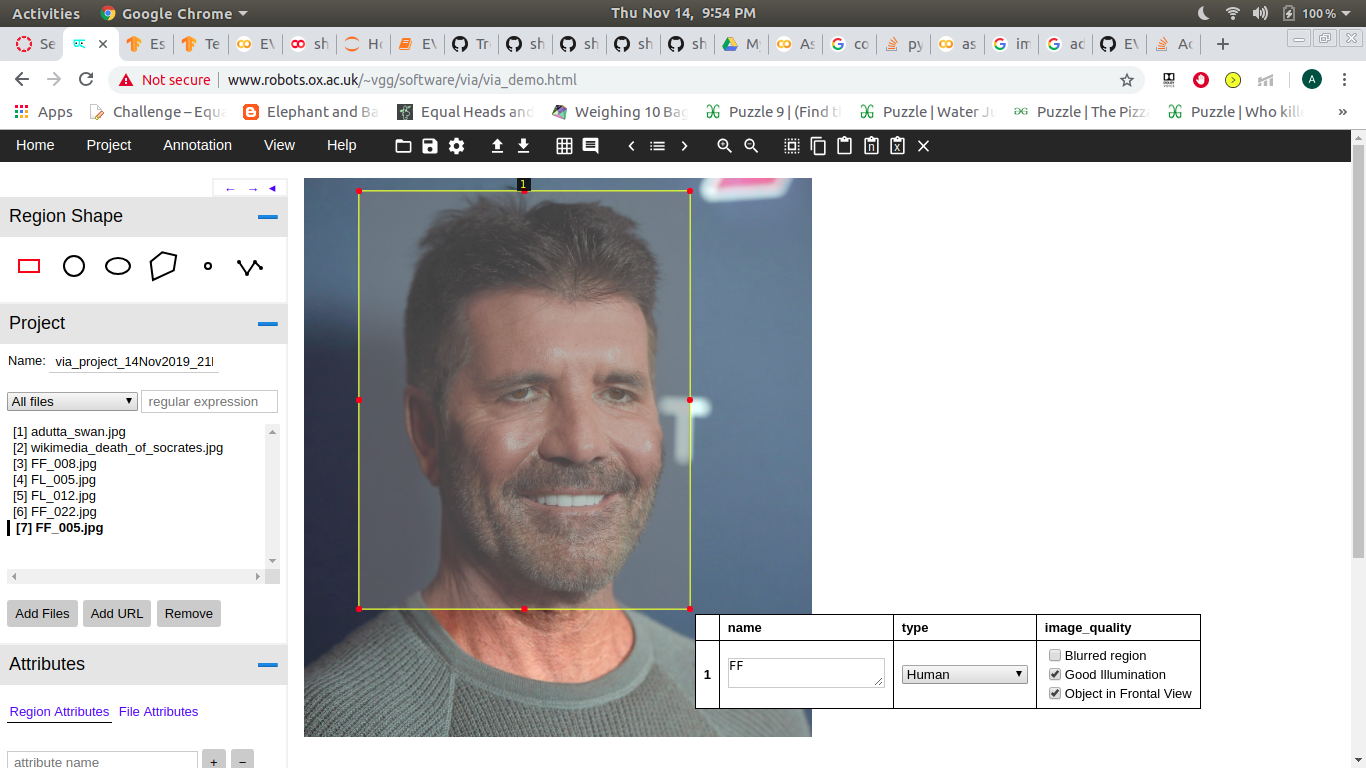 Activities Google Chrome Thu Nov 14, 9:54 PM 100 %
Se Es Te EV sh Ho EV Tr sh sh sh sh My As co py as im ad EV Ac
Not secure www.robots.ox.ac.uk/~vgg/software/via/via_demo.html A
Apps Challenge – Equa Elephant and Ba Equal Heads and Weighing 10 Bag Puzzle 9 | (Find t Puzzle | Water Ju Puzzle | The Pizz Puzzle | Who kill »
Home Project Annotation View Help
Region Shape
Project
Name: via_project_14Nov2019_21
All files regular expression
[1] adutta_swan.jpg
[2] wikimedia_death_of_socrates.jpg
[3] FF_008.jpg
[4] FL_005.jpg
[5] FL_012.jpg
[6] FF_022.jpg
[7] FF_005.jpg
Add Files Add URL Remove
Attributes
Region Attributes File Attributes
attribute name + −
1
T
name type image_quality
1 FF Human
Blurred region
Good Illumination
Object in Frontal View